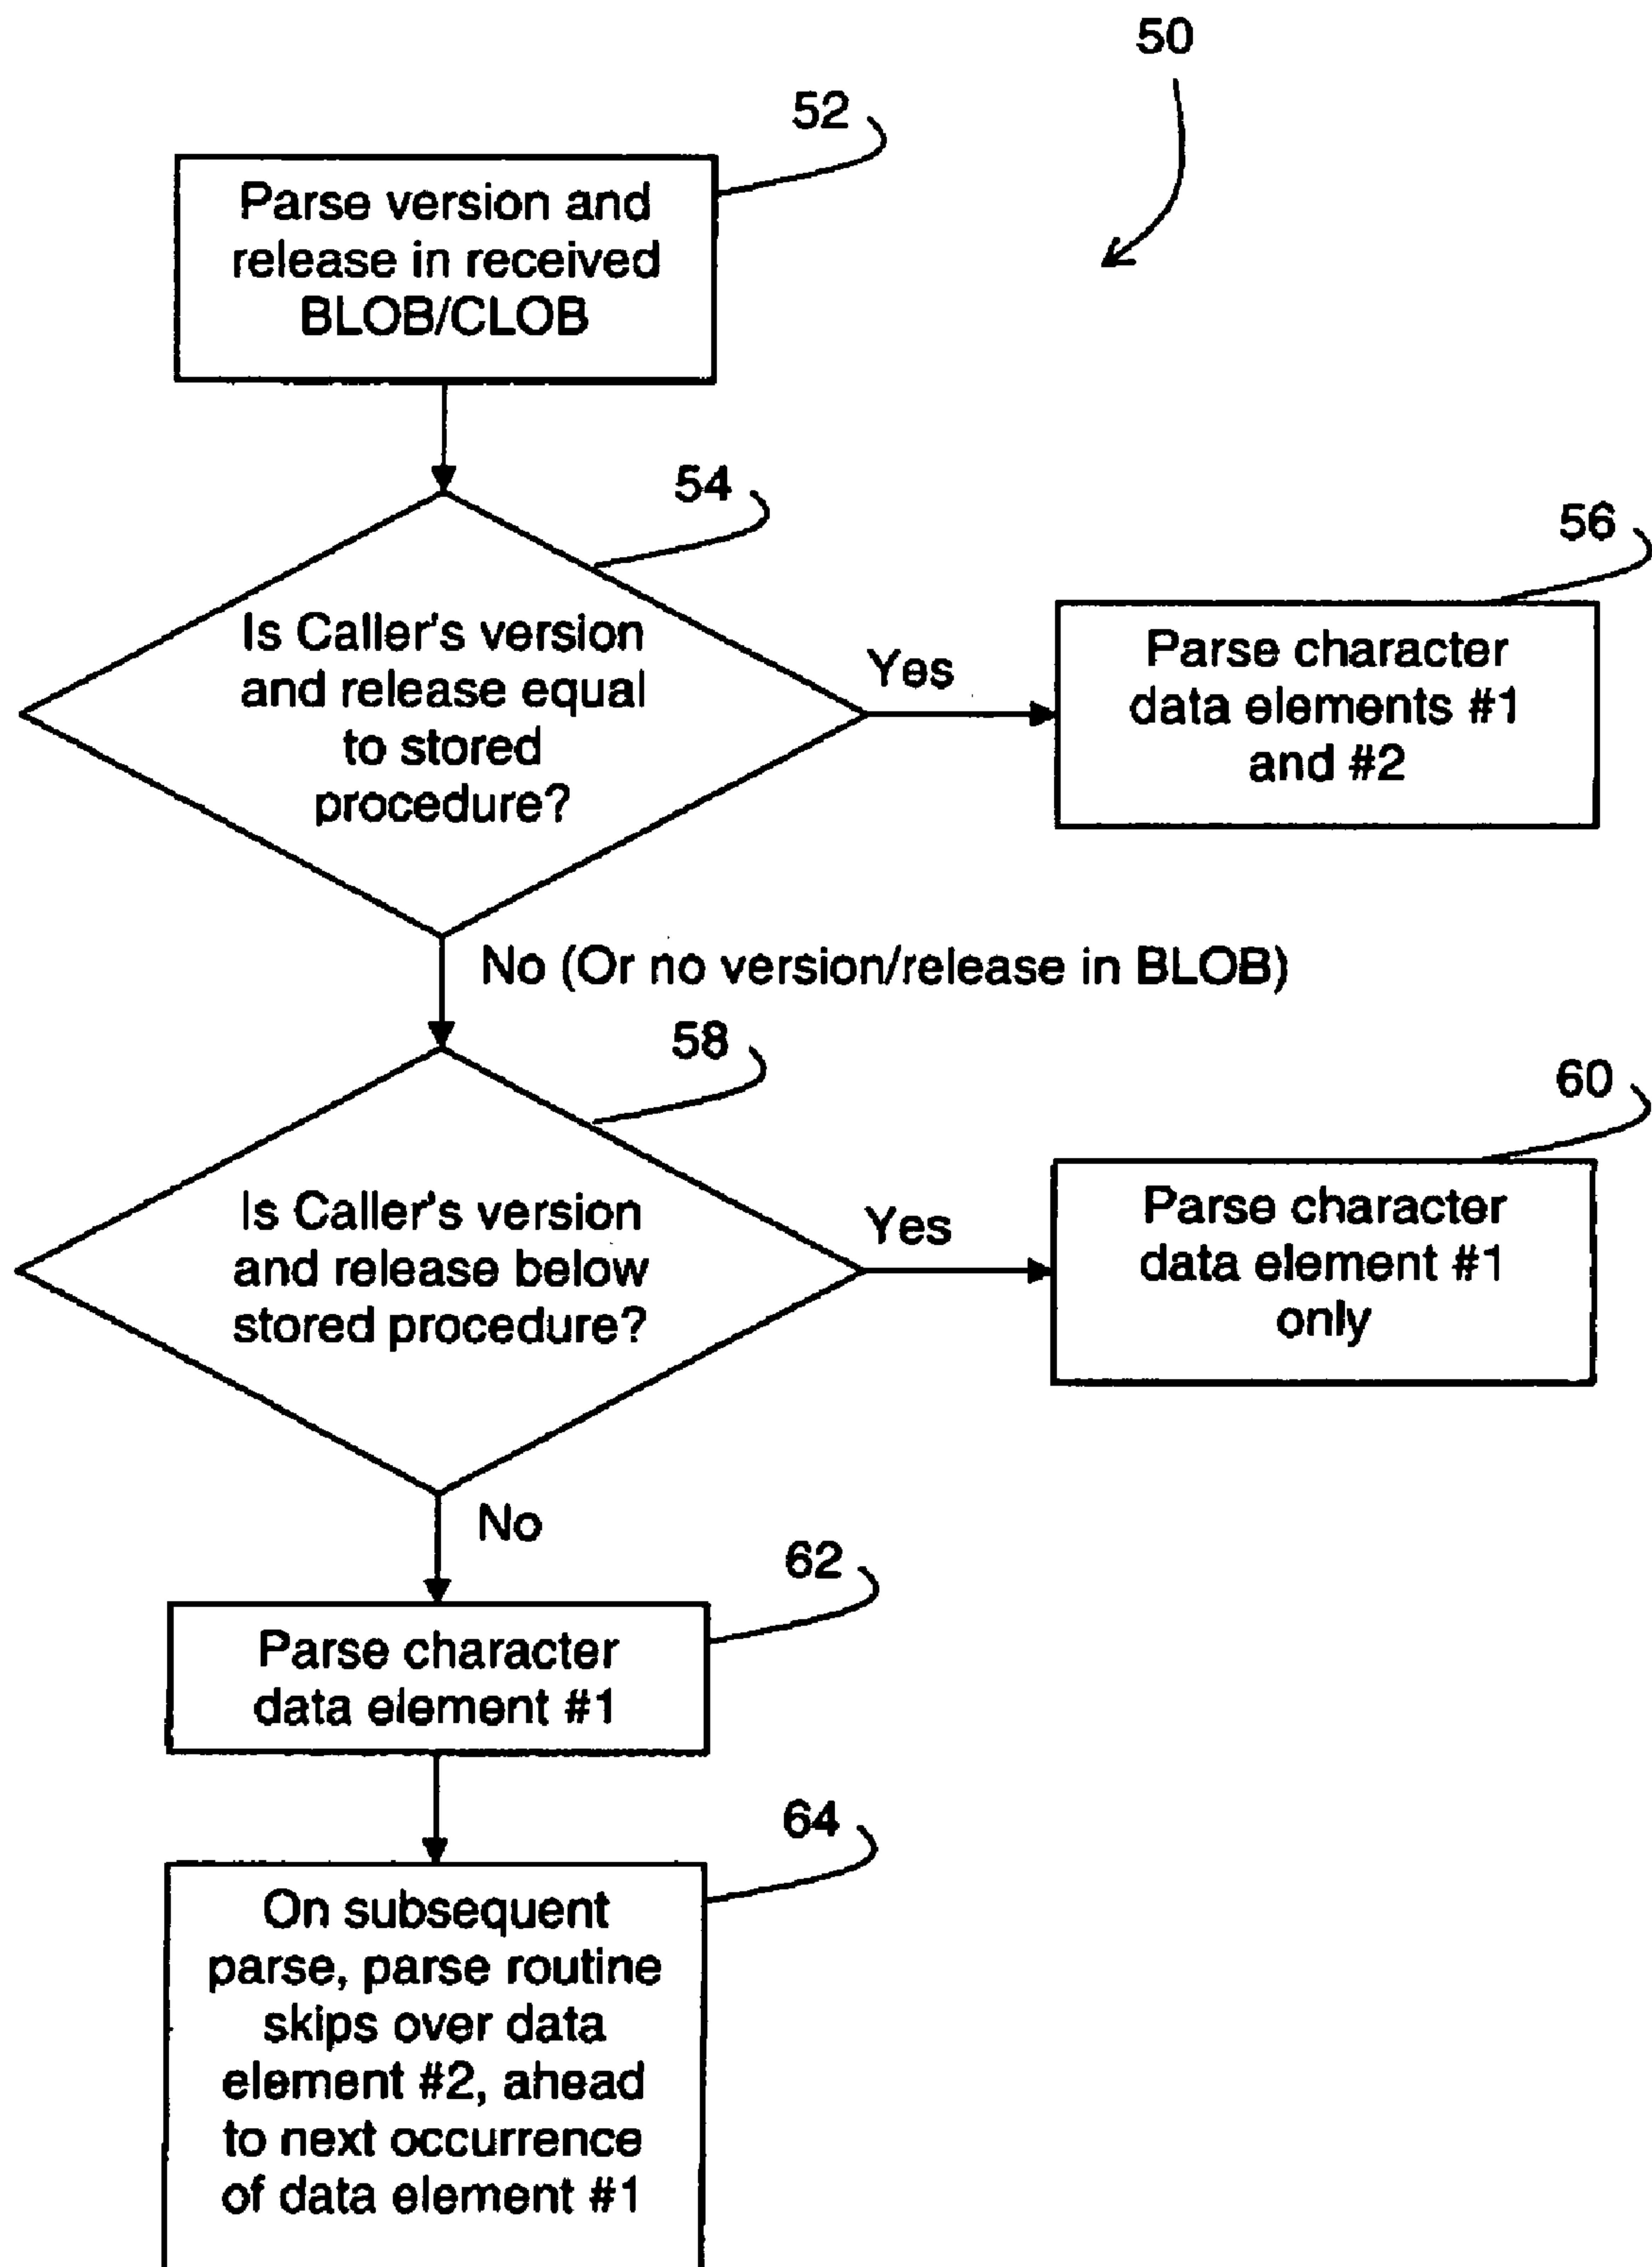 50
52
Parse version and
release in received
BLOB/CLOB
54
Is Caller's version
and release equal
to stored
procedure?
Yes
56
Parse character
data elements #1
and #2
No (Or no version/release in BLOB)
58
Is Caller's version
and release below
stored procedure?
Yes
60
Parse character
data element #1
only
No
62
Parse character
data element #1
64
On subsequent
parse, parse routine
skips over data
element #2, ahead
to next occurrence
of data element #1